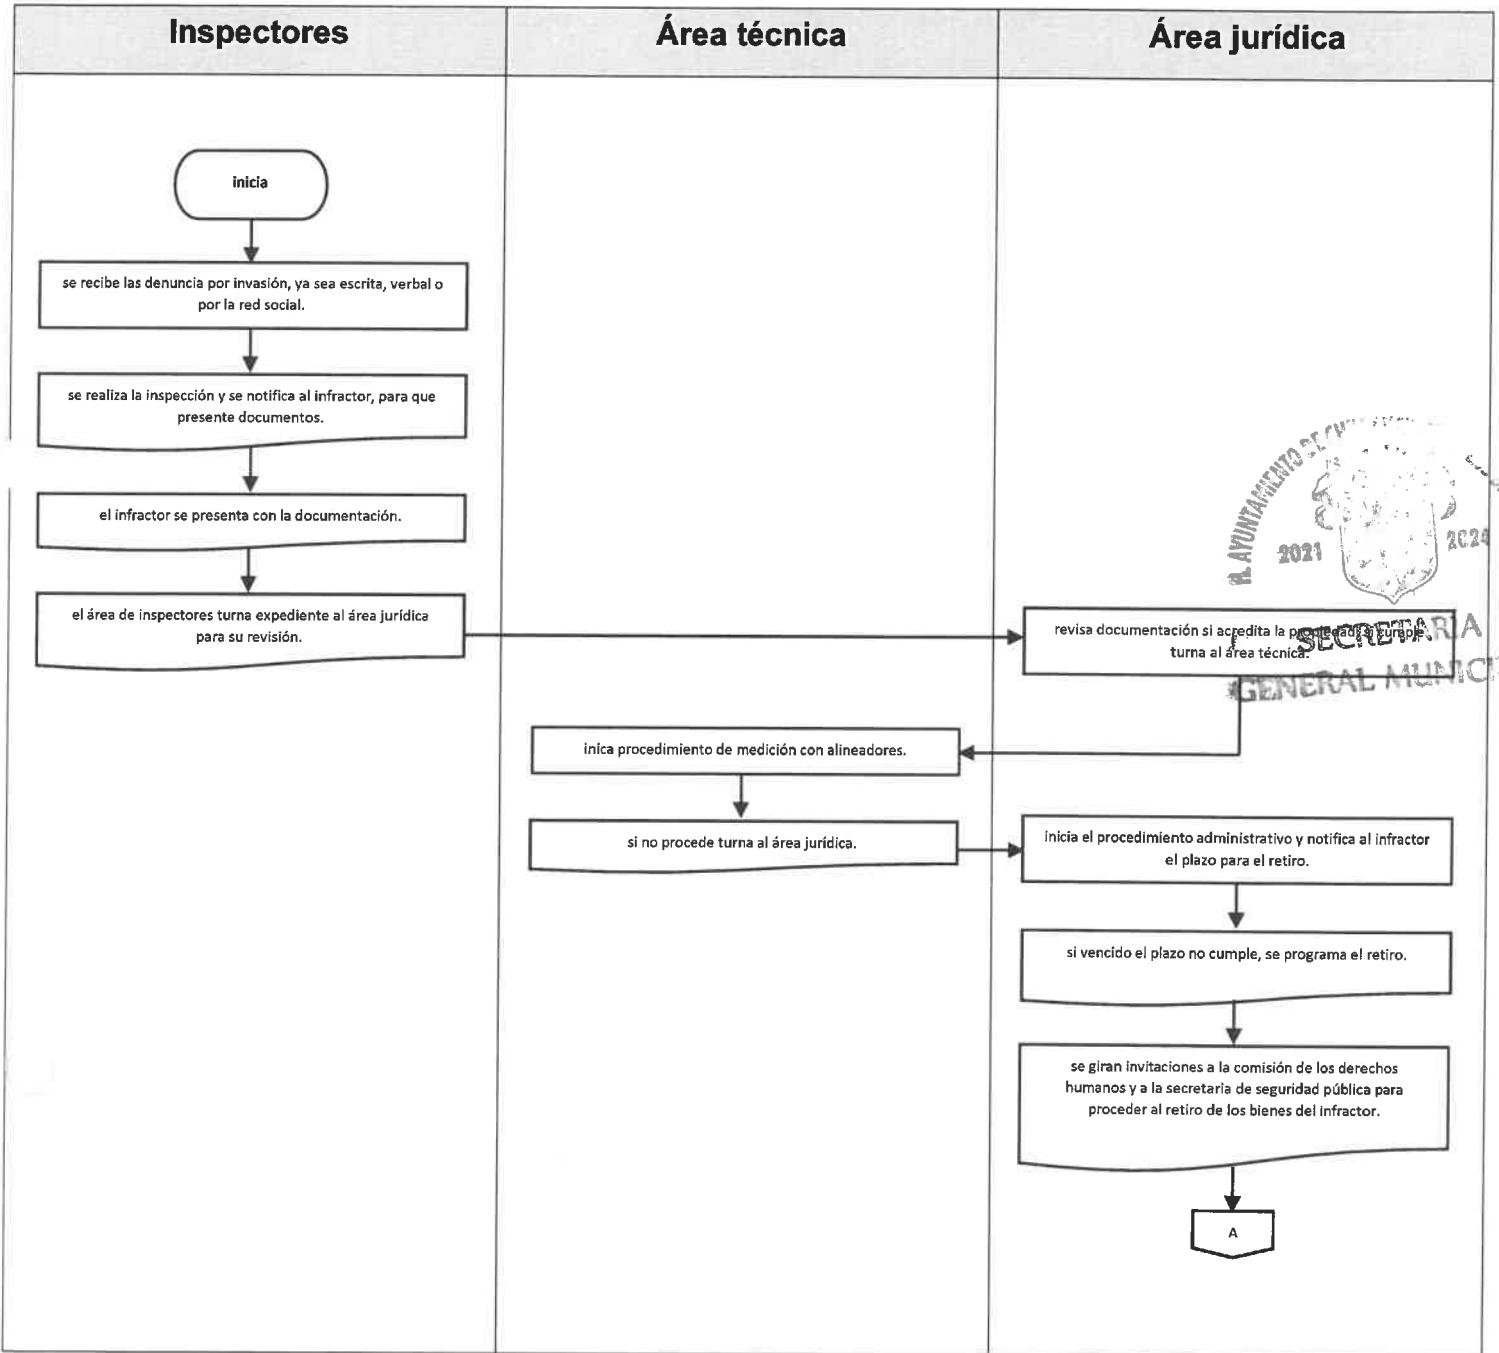 Inspectores
Área técnica
Área jurídica
inicia
se recibe las denuncia por invasión, ya sea escrita, verbal o
por la red social.
se realiza la inspección y se notifica al infractor, para que
presente documentos.
el infractor se presenta con la documentación.
el área de inspectores turna expediente al área jurídica
para su revisión.
revisa documentación si acredita la propiedad, si cumple
turna al área técnica.
inica procedimiento de medición con alineadores.
si no procede turna al área jurídica.
inicia el procedimiento administrativo y notifica al infractor
el plazo para el retiro.
si vencido el plazo no cumple, se programa el retiro.
se giran invitaciones a la comisión de los derechos
humanos y a la secretaria de seguridad pública para
proceder al retiro de los bienes del infractor.
A
H. AYUNTAMIENTO DE
2021
2024
SECRETARIA
GENERAL